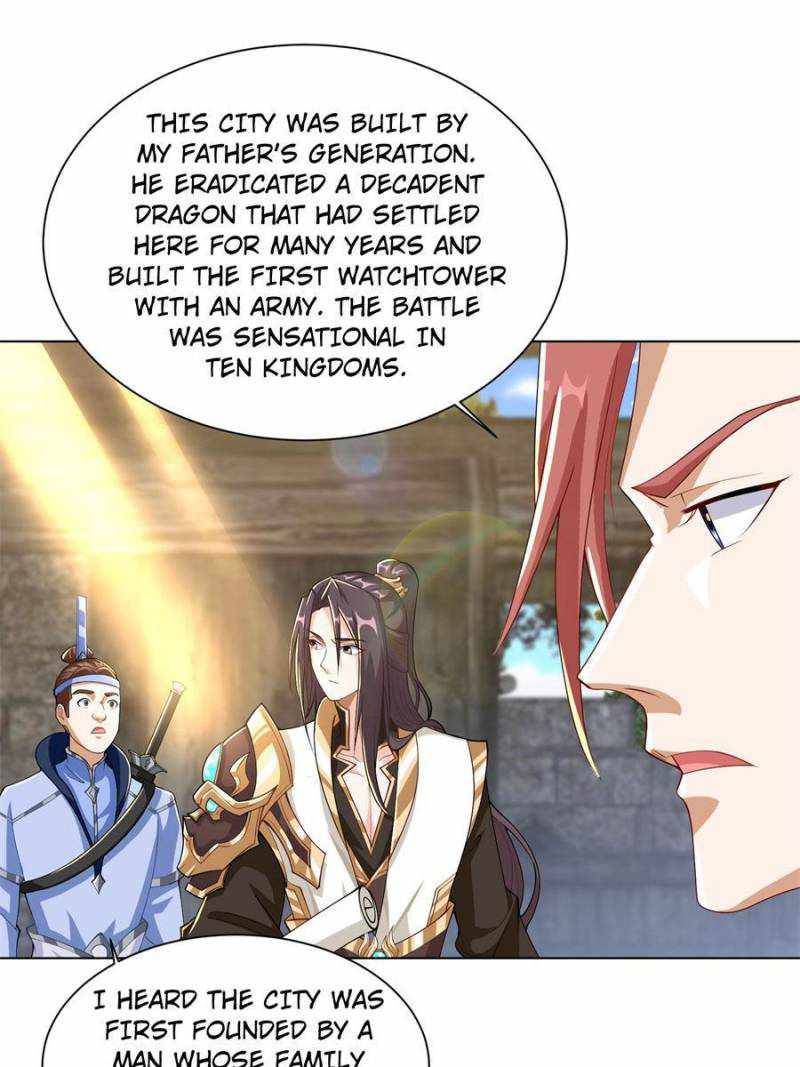 THIS CITY WAS BUILT BY
MY FATHER'S GENERATION.
HE ERADICATED A DECADENT
DRAGON THAT HAD SETTLED
HERE FOR MANY YEARS AND
BUILT THE FIRST WATCHTOWER
WITH AN ARMY. THE BATTLE
WAS SENSATIONAL IN
TEN KINGDOMS.
I HEARD THE CITY WAS
FIRST FOUNDED BY A
MAN WHOSE FAMILY